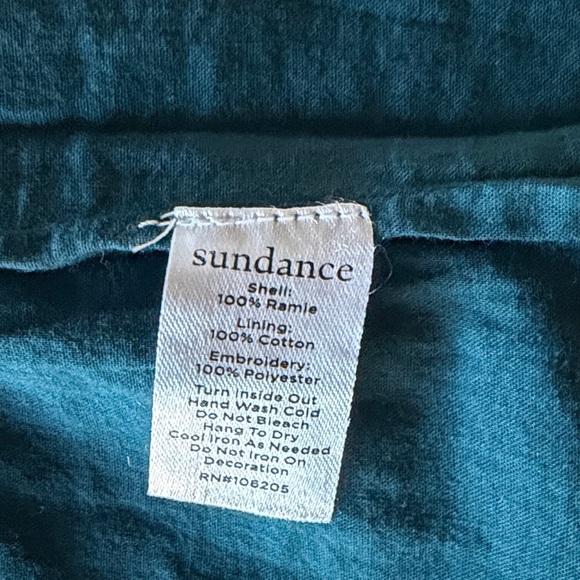 sundance
Shell:
100% Ramie
Lining:
100% Cotton
Embroidery:
100% Polyester
Turn Inside Out
Hand Wash Cold
Do Not Bleach
Hang To Dry
Cool Iron As Needed
Do Not Iron On
Decoration
RN#106205